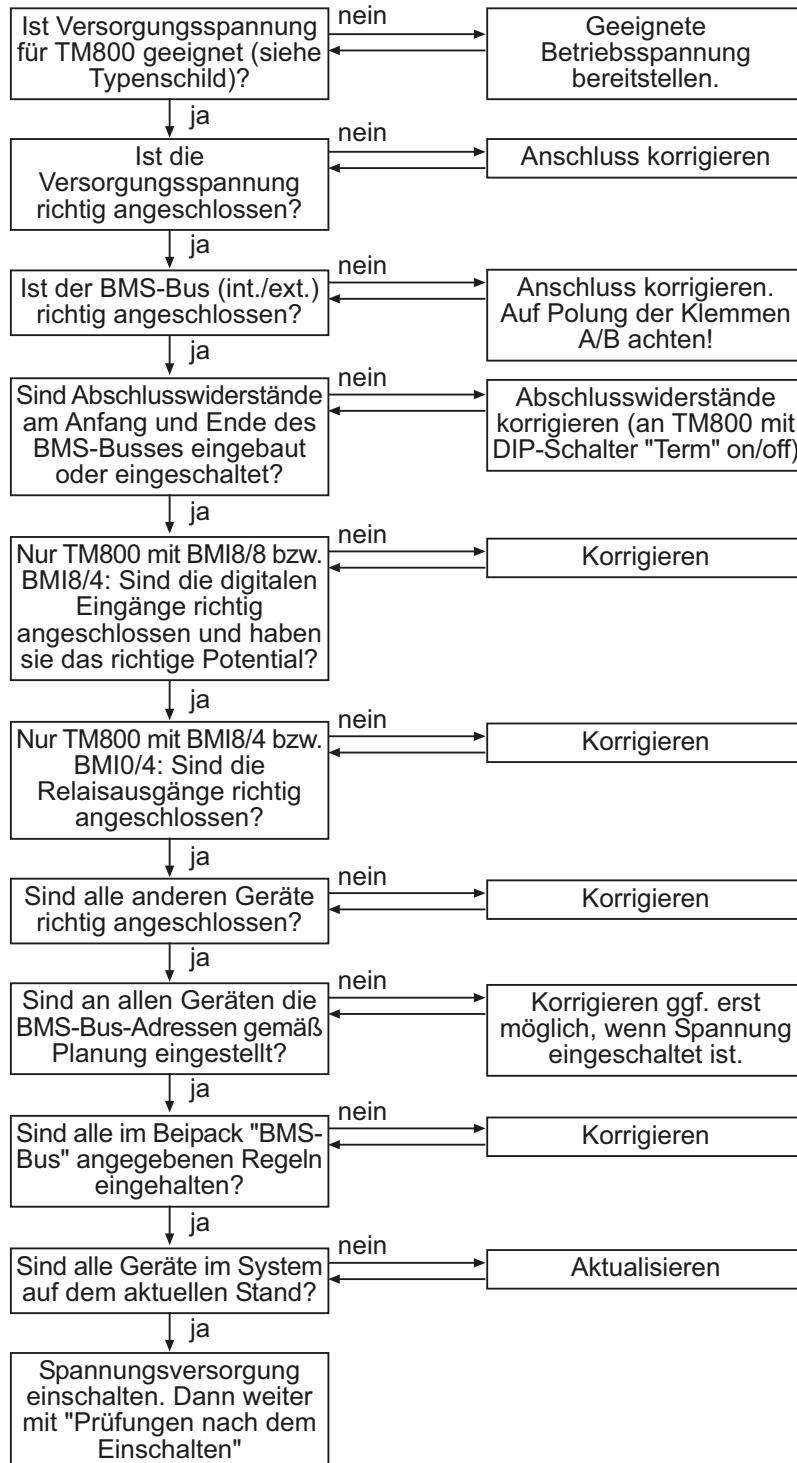 Ist Versorgungsspannung
für TM800 geeignet (siehe
Typenschild)?
nein
Geeignete
Betriebsspannung
bereitstellen.
ja
Ist die
Versorgungsspannung
richtig angeschlossen?
nein
Anschluss korrigieren
ja
Ist der BMS-Bus (int./ext.)
richtig angeschlossen?
nein
Anschluss korrigieren.
Auf Polung der Klemmen
A/B achten!
ja
Sind Abschlusswiderstände
am Anfang und Ende des
BMS-Busses eingebaut
oder eingeschaltet?
nein
Abschlusswiderstände
korrigieren (an TM800 mit
DIP-Schalter "Term" on/off)
ja
Nur TM800 mit BMI8/8 bzw.
BMI8/4: Sind die digitalen
Eingänge richtig
angeschlossen und haben
sie das richtige Potential?
nein
Korrigieren
ja
Nur TM800 mit BMI8/4 bzw.
BMI0/4: Sind die
Relaisausgänge richtig
angeschlossen?
nein
Korrigieren
ja
Sind alle anderen Geräte
richtig angeschlossen?
nein
Korrigieren
ja
Sind an allen Geräten die
BMS-Bus-Adressen gemäß
Planung eingestellt?
nein
Korrigieren ggf. erst
möglich, wenn Spannung
eingeschaltet ist.
ja
Sind alle im Beipack "BMS-
Bus" angegebenen Regeln
eingehalten?
nein
Korrigieren
ja
Sind alle Geräte im System
auf dem aktuellen Stand?
nein
Aktualisieren
ja
Spannungsversorgung
einschalten. Dann weiter
mit "Prüfungen nach dem
Einschalten"